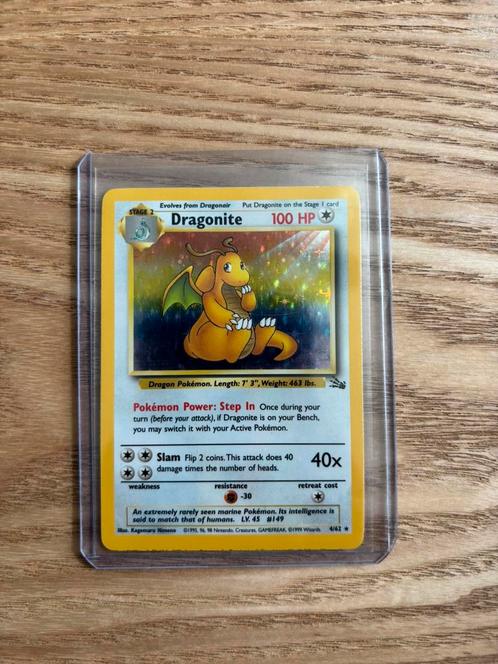 Evolves from Dragonair Put Dragonite on the Stage 1 card
STAGE 2
Dragonite 100 HP
Dragon Pokémon. Length: 7' 3", Weight: 463 lbs.
Pokémon Power: Step In Once during your
turn (before your attack), if Dragonite is on your Bench,
you may switch it with your Active Pokémon.
Slam Flip 2 coins. This attack does 40
damage times the number of heads.
40x
weakness resistance retreat cost
-30
An extremely rarely seen marine Pokémon. Its intelligence is
said to match that of humans. LV. 45 #149
Illus. Kagemaru Himeno ©1995, 96, 98 Nintendo, Creatures, GAMEFREAK. ©1999 Wizards. 4/62